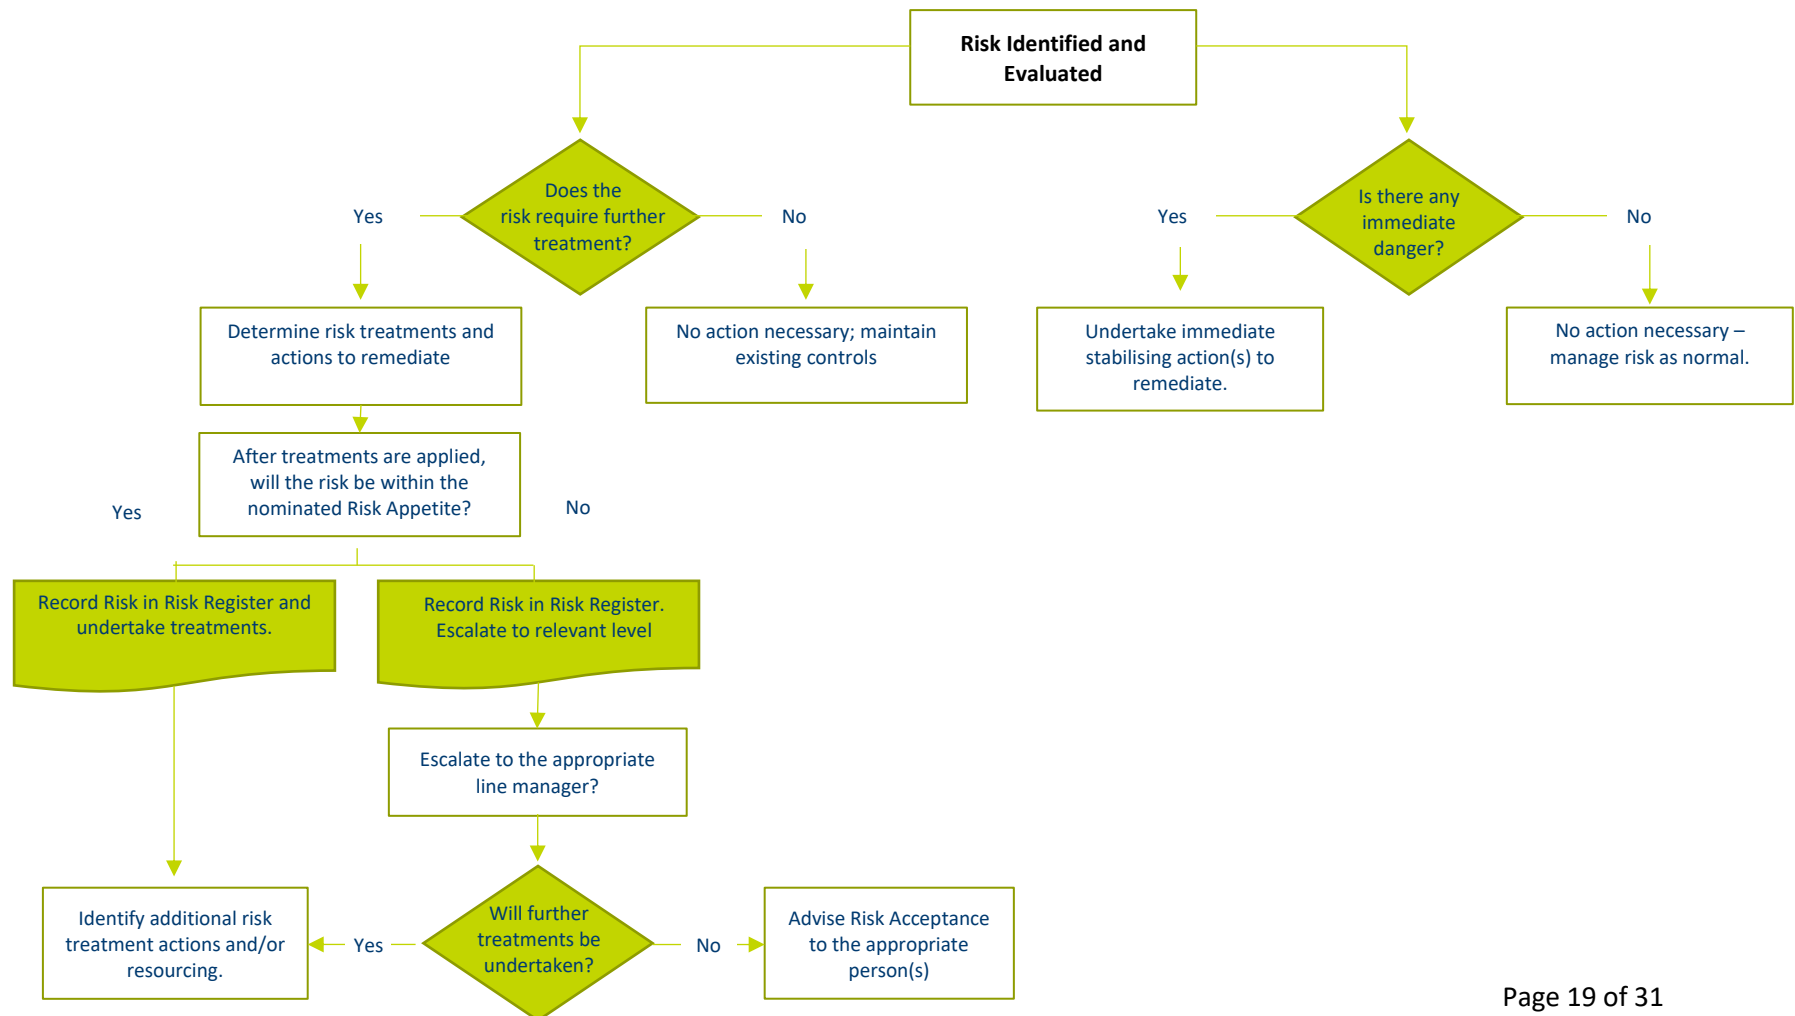 Risk Identified and
Evaluated
Does the
risk require further
treatment?
Yes
No
Is there any
immediate
danger?
Yes
No
Determine risk treatments and
actions to remediate
No action necessary; maintain
existing controls
Undertake immediate
stabilising action(s) to
remediate.
No action necessary –
manage risk as normal.
After treatments are applied,
will the risk be within the
nominated Risk Appetite?
Yes
No
Record Risk in Risk Register and
undertake treatments.
Record Risk in Risk Register.
Escalate to relevant level
Escalate to the appropriate
line manager?
Identify additional risk
treatment actions and/or
resourcing.
Yes
Will further
treatments be
undertaken?
No
Advise Risk Acceptance
to the appropriate
person(s)
Page 19 of 31